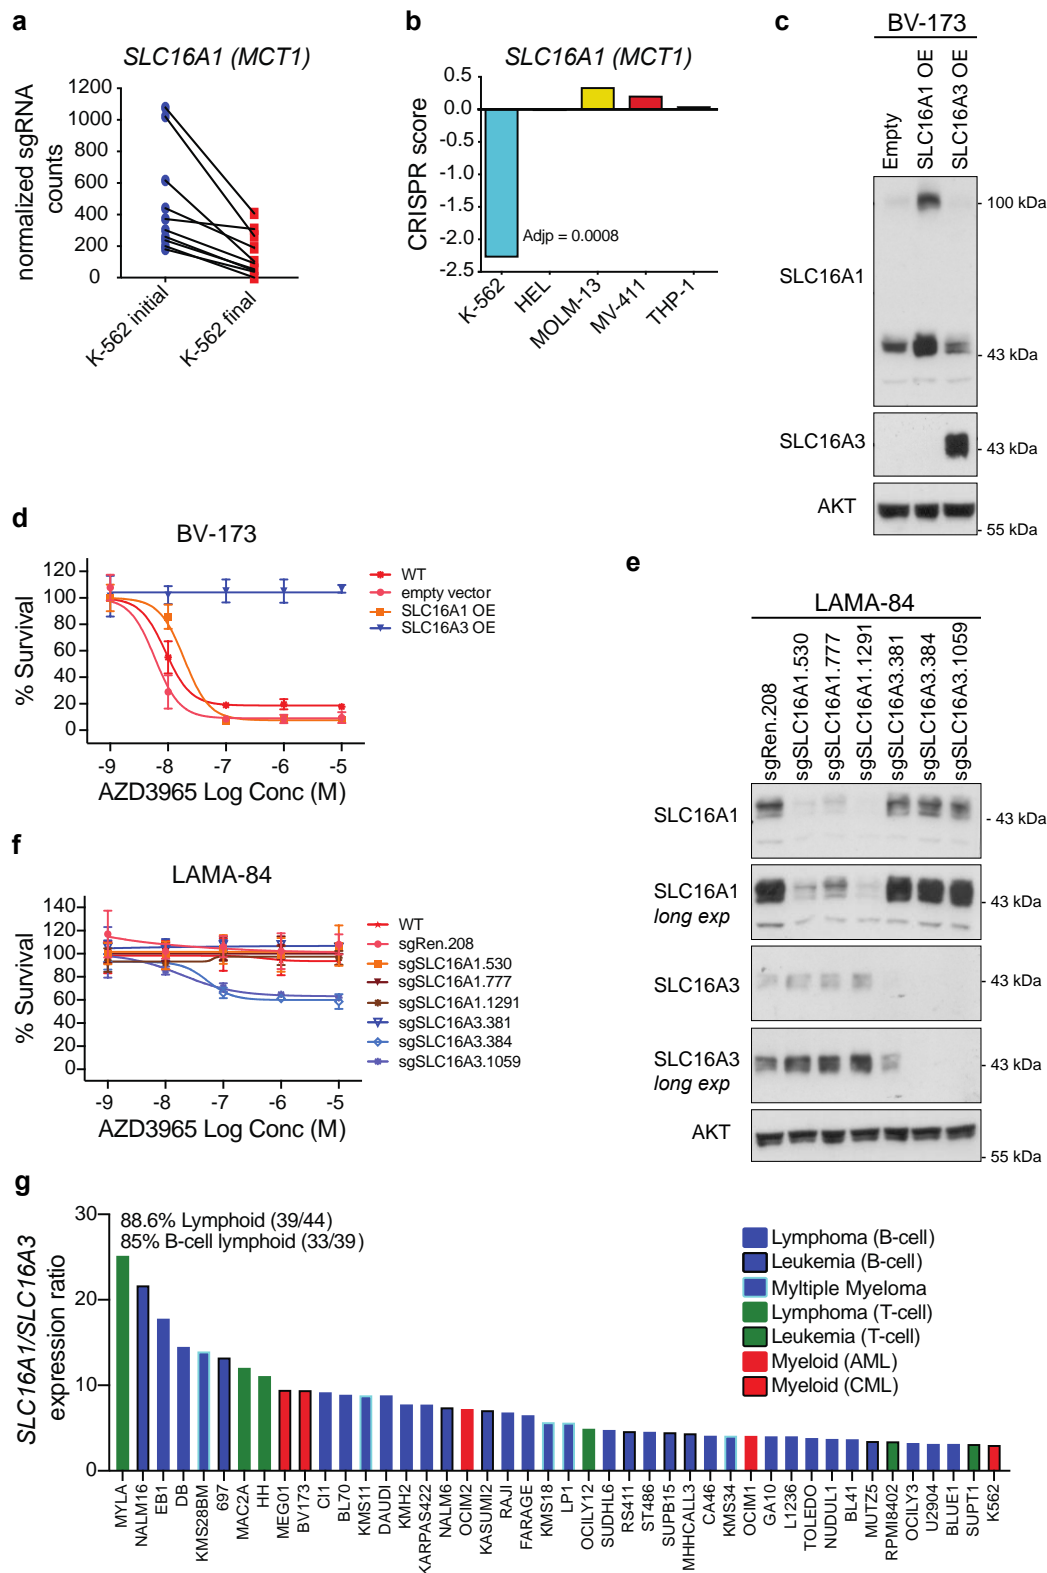 a
SLC16A1 (MCT1)
normalized sgRNA
counts
1200
1000
800
600
400
200
0
K-562 initial
K-562 final
b
SLC16A1 (MCT1)
CRISPR score
0.5
0.0
-0.5
-1.0
-1.5
-2.0
-2.5
Adjp = 0.0008
K-562
HEL
MOLM-13
MV-411
THP-1
c
BV-173
Empty
SLC16A1 OE
SLC16A3 OE
SLC16A1
100 kDa
43 kDa
SLC16A3
43 kDa
AKT
55 kDa
d
BV-173
% Survival
120
100
80
60
40
20
0
-9
-8
-7
-6
-5
AZD3965 Log Conc (M)
WT
empty vector
SLC16A1 OE
SLC16A3 OE
e
LAMA-84
sgRen.208
sgSLC16A1.530
sgSLC16A1.777
sgSLC16A1.1291
sgSLC16A3.381
sgSLC16A3.384
sgSLC16A3.1059
SLC16A1
- 43 kDa
SLC16A1
long exp
43 kDa
SLC16A3
43 kDa
SLC16A3
long exp
43 kDa
AKT
55 kDa
f
LAMA-84
% Survival
140
120
100
80
60
40
20
0
-9
-8
-7
-6
-5
AZD3965 Log Conc (M)
WT
sgRen.208
sgSLC16A1.530
sgSLC16A1.777
sgSLC16A1.1291
sgSLC16A3.381
sgSLC16A3.384
sgSLC16A3.1059
g
SLC16A1/SLC16A3
expression ratio
30
20
10
0
88.6% Lymphoid (39/44)
85% B-cell lymphoid (33/39)
Lymphoma (B-cell)
Leukemia (B-cell)
Myltiple Myeloma
Lymphoma (T-cell)
Leukemia (T-cell)
Myeloid (AML)
Myeloid (CML)
MYLA
NALM16
EB1
DB
KMS28BM
697
MAC2A
HH
MEG01
BV173
CI1
BL70
KMS11
DAUDI
KMH2
KARPAS422
NALM6
OCIM2
KASUMI2
RAJI
FARAGE
KMS18
LP1
OCILY12
SUDHL6
RS411
ST486
SUPB15
MHHCALL3
CA46
KMS34
OCIM1
GA10
L1236
TOLEDO
NUDUL1
BL41
MUTZ5
RPMI8402
OCILY3
U2904
BLUE1
SUPT1
K562